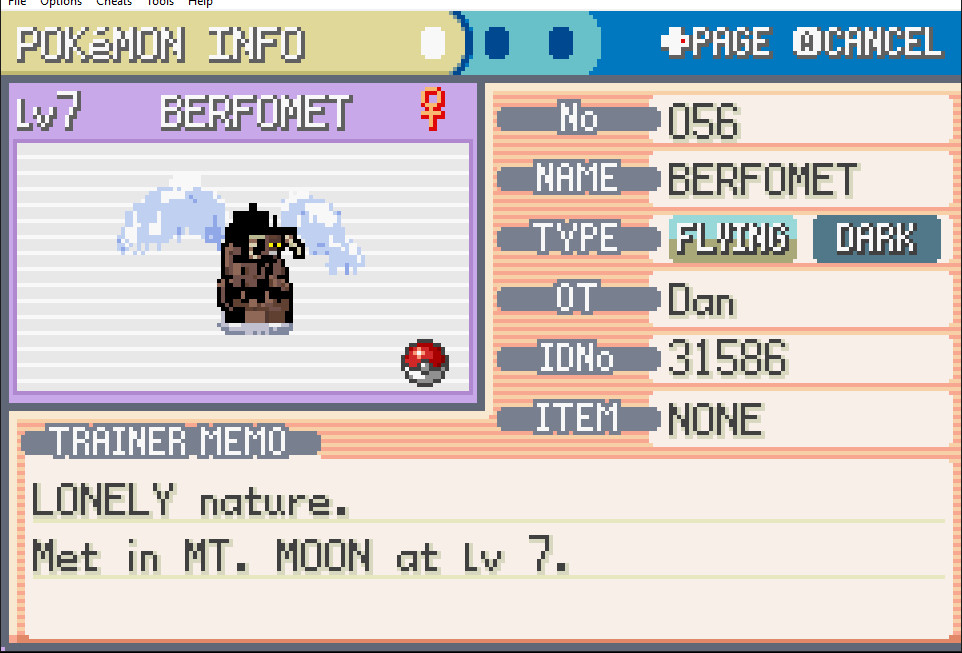 File Options Cheats Tools Help
POKéMON INFO PAGE ACANCEL
Lv7 BERFOMET ♀
No 056
NAME BERFOMET
TYPE FLYING DARK
OT Dan
IDNo 31586
ITEM NONE
TRAINER MEMO
LONELY nature.
Met in MT. MOON at Lv 7.